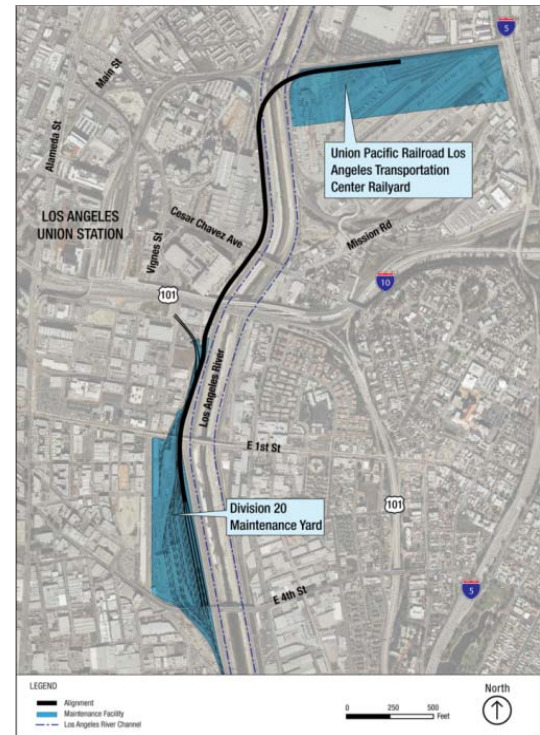 5
Main St
Alameda St
Union Pacific Railroad Los
Angeles Transportation
Center Railyard
LOS ANGELES
UNION STATION
Cesar Chavez Ave
Vignes St
Mission Rd
10
101
Los Angeles River
E 1st St
Division 20
Maintenance Yard
101
E 4th St
5
LEGEND
Alignment
Maintenance Facility
Los Angeles River Channel
0 250 500
Feet
North